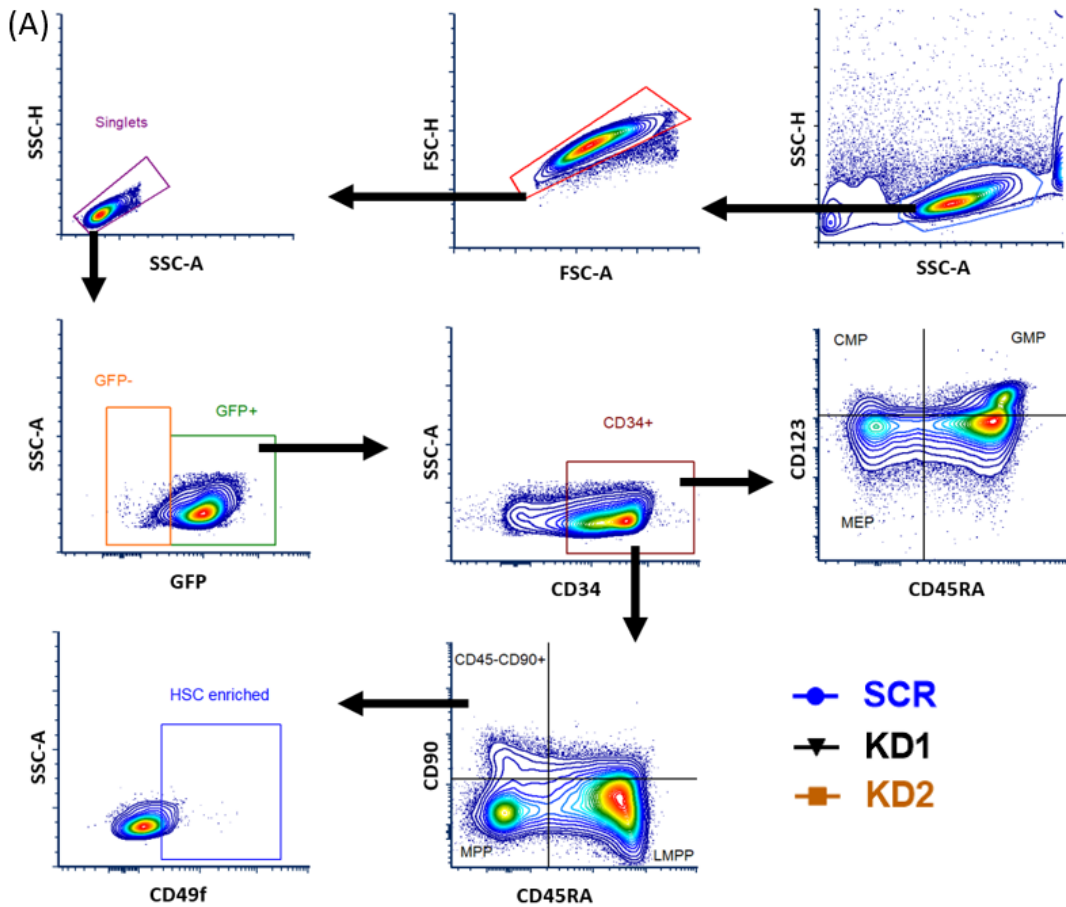 (A)
SSC-H
Singlets
SSC-A
FSC-H
FSC-A
SSC-H
SSC-A
SSC-A
GFP-
GFP+
GFP
SSC-A
CD34+
CD34
CD123
CMP
GMP
MEP
CD45RA
SSC-A
HSC enriched
CD49f
CD90
CD45-CD90+
MPP
LMPP
CD45RA
SCR
KD1
KD2